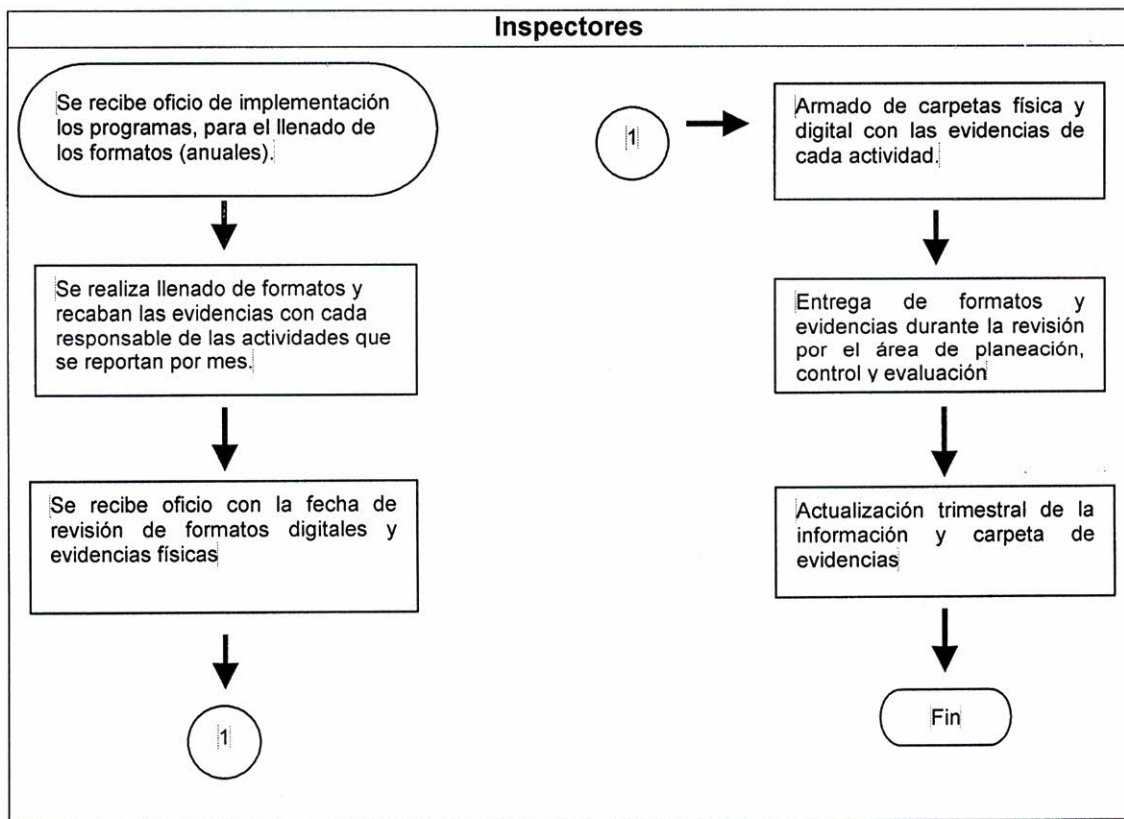 Inspectores
Se recibe oficio de implementación
los programas, para el llenado de
los formatos (anuales).
Se realiza llenado de formatos y
recaban las evidencias con cada
responsable de las actividades que
se reportan por mes.
Se recibe oficio con la fecha de
revisión de formatos digitales y
evidencias físicas
1
1
Armado de carpetas física y
digital con las evidencias de
cada actividad.
Entrega de formatos y
evidencias durante la revisión
por el área de planeación,
control y evaluación
Actualización trimestral de la
información y carpeta de
evidencias
Fin